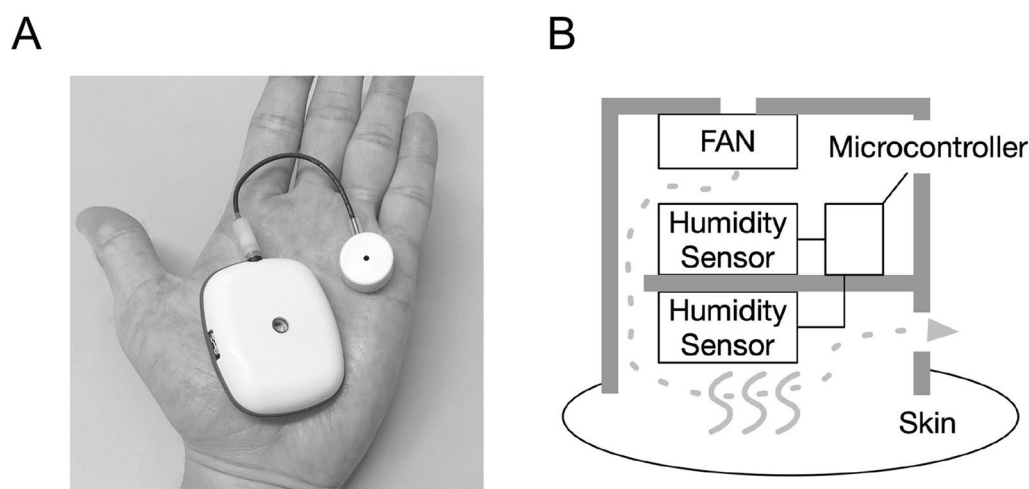 A
B
FAN
Microcontroller
Humidity
Sensor
Humidity
Sensor
Skin